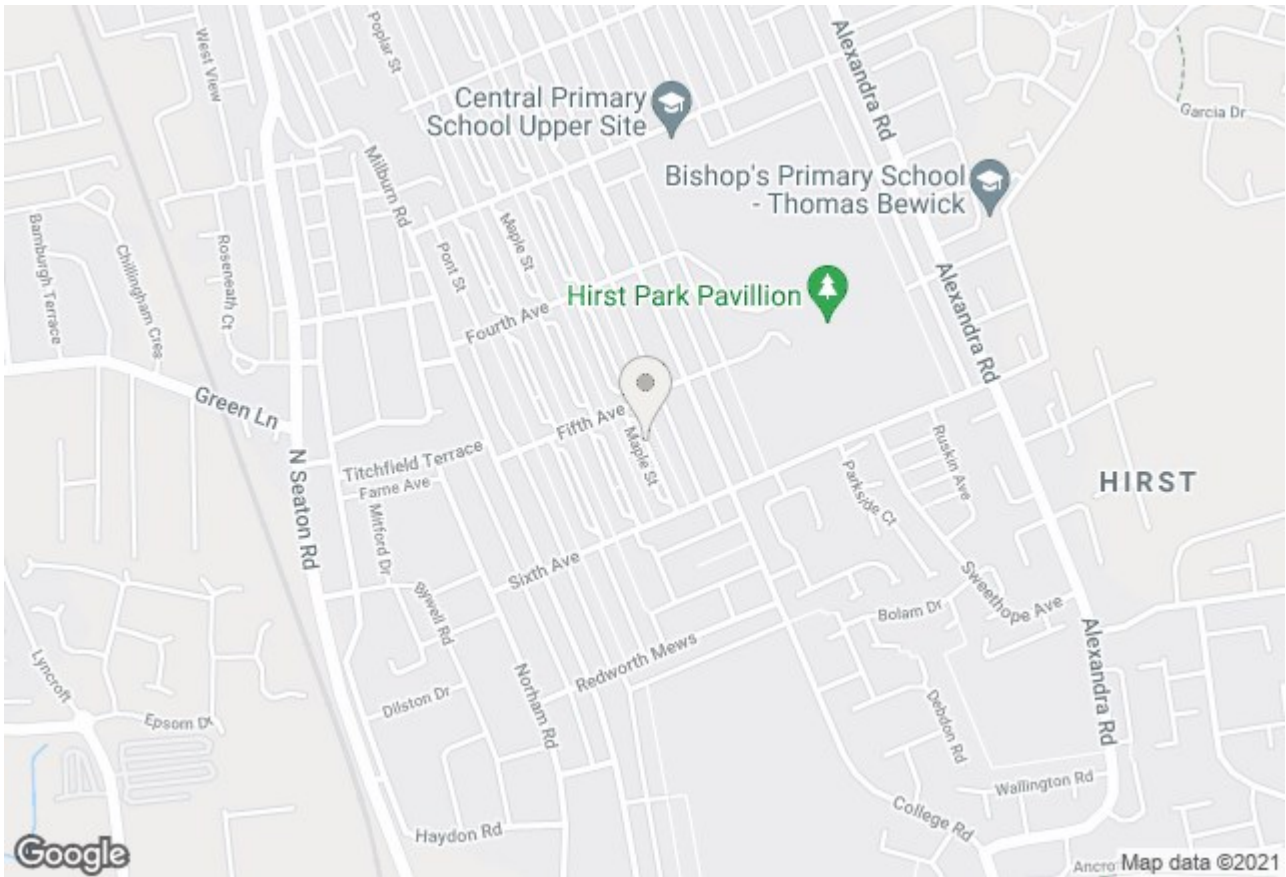 West View
Poplar St
Alexandra Rd
Central Primary
School Upper Site
Garcia Dr
Milburn Rd
Bishop's Primary School
- Thomas Bewick
Bamburgh Terrace
Chillingham Cres
Roseneath Ct
Pont St
Maple St
Alexandra Rd
Hirst Park Pavillion
Fourth Ave
Green Ln
Fifth Ave
Maple St
Titchfield Terrace
Fame Ave
N Seaton Rd
Mitford Dr
Ruskin Ave
Parkside Ct
HIRST
Sixth Ave
Bywell Rd
Sweethope Ave
Bolam Dr
Alexandra Rd
Redworth Mews
Lyncroft
Norham Rd
Dilston Dr
Epsom Dr
Debdon Rd
Wallington Rd
College Rd
Haydon Rd
Google
Map data ©2021